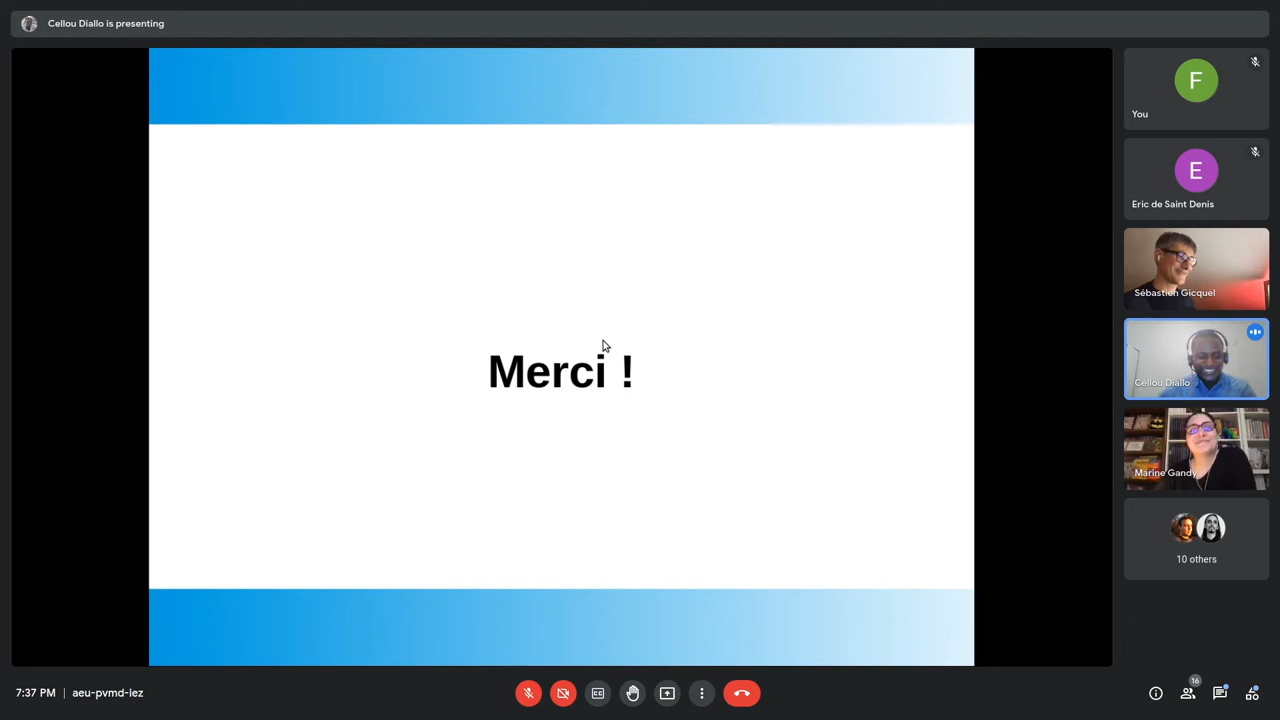 Cellou Diallo is presenting
F
You
E
Eric de Saint Denis
Sébastien Gicquel
Cellou Diallo
Marine Gandy
10 others
Merci !
7:37 PM | aeu-pvmd-iez
CC
16